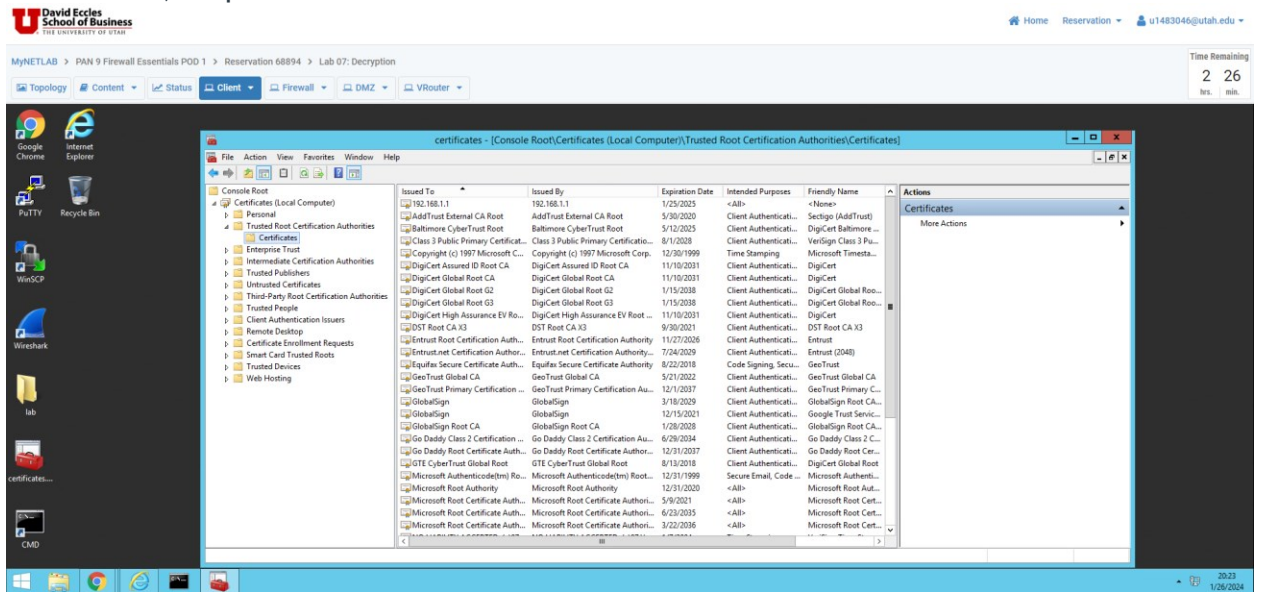 David Eccles
School of Business
THE UNIVERSITY OF UTAH
Home Reservation u1483046@utah.edu
MyNETLAB > PAN 9 Firewall Essentials POD 1 > Reservation 68894 > Lab 07: Decryption
Time Remaining
2 26
hrs. min.
Topology Content Status Client Firewall DMZ VRouter
Google Chrome
Internet Explorer
PuTTY
Recycle Bin
WinSCP
Wireshark
lab
certificates....
CMD
certificates - [Console Root\Certificates (Local Computer)\Trusted Root Certification Authorities\Certificates]
File Action View Favorites Window Help
Console Root
Certificates (Local Computer)
Personal
Trusted Root Certification Authorities
Certificates
Enterprise Trust
Intermediate Certification Authorities
Trusted Publishers
Untrusted Certificates
Third-Party Root Certification Authorities
Trusted People
Client Authentication Issuers
Remote Desktop
Certificate Enrollment Requests
Smart Card Trusted Roots
Trusted Devices
Web Hosting
Issued To Issued By Expiration Date Intended Purposes Friendly Name
192.168.1.1 192.168.1.1 1/25/2025 <All> <None>
AddTrust External CA Root AddTrust External CA Root 5/30/2020 Client Authenticati... Sectigo (AddTrust)
Baltimore CyberTrust Root Baltimore CyberTrust Root 5/12/2025 Client Authenticati... DigiCert Baltimore ...
Class 3 Public Primary Certificat... Class 3 Public Primary Certificatio... 8/1/2028 Client Authenticati... VeriSign Class 3 Pu...
Copyright (c) 1997 Microsoft C... Copyright (c) 1997 Microsoft Corp. 12/30/1999 Time Stamping Microsoft Timesta...
DigiCert Assured ID Root CA DigiCert Assured ID Root CA 11/10/2031 Client Authenticati... DigiCert
DigiCert Global Root CA DigiCert Global Root CA 11/10/2031 Client Authenticati... DigiCert
DigiCert Global Root G2 DigiCert Global Root G2 1/15/2038 Client Authenticati... DigiCert Global Roo...
DigiCert Global Root G3 DigiCert Global Root G3 1/15/2038 Client Authenticati... DigiCert Global Roo...
DigiCert High Assurance EV Ro... DigiCert High Assurance EV Root ... 11/10/2031 Client Authenticati... DigiCert
DST Root CA X3 DST Root CA X3 9/30/2021 Client Authenticati... DST Root CA X3
Entrust Root Certification Auth... Entrust Root Certification Authority 11/27/2026 Client Authenticati... Entrust
Entrust.net Certification Author... Entrust.net Certification Authority... 7/24/2029 Client Authenticati... Entrust (2048)
Equifax Secure Certificate Auth... Equifax Secure Certificate Authority 8/22/2018 Code Signing, Secu... GeoTrust
GeoTrust Global CA GeoTrust Global CA 5/21/2022 Client Authenticati... GeoTrust Global CA
GeoTrust Primary Certification ... GeoTrust Primary Certification Au... 12/1/2037 Client Authenticati... GeoTrust Primary C...
GlobalSign GlobalSign 3/18/2029 Client Authenticati... GlobalSign Root CA...
GlobalSign GlobalSign 12/15/2021 Client Authenticati... Google Trust Servic...
GlobalSign Root CA GlobalSign Root CA 1/28/2028 Client Authenticati... GlobalSign Root CA...
Go Daddy Class 2 Certification ... Go Daddy Class 2 Certification Au... 6/29/2034 Client Authenticati... Go Daddy Class 2 C...
Go Daddy Root Certificate Auth... Go Daddy Root Certificate Author... 12/31/2037 Client Authenticati... Go Daddy Root Cer...
GTE CyberTrust Global Root GTE CyberTrust Global Root 8/13/2018 Client Authenticati... DigiCert Global Root
Microsoft Authenticode(tm) Ro... Microsoft Authenticode(tm) Root... 12/31/1999 Secure Email, Code ... Microsoft Authenti...
Microsoft Root Authority Microsoft Root Authority 12/31/2020 <All> Microsoft Root Aut...
Microsoft Root Certificate Auth... Microsoft Root Certificate Authori... 5/9/2021 <All> Microsoft Root Cert...
Microsoft Root Certificate Auth... Microsoft Root Certificate Authori... 6/23/2035 <All> Microsoft Root Cert...
Microsoft Root Certificate Auth... Microsoft Root Certificate Authori... 3/22/2036 <All> Microsoft Root Cert...
Actions
Certificates
More Actions
20:23
1/26/2024